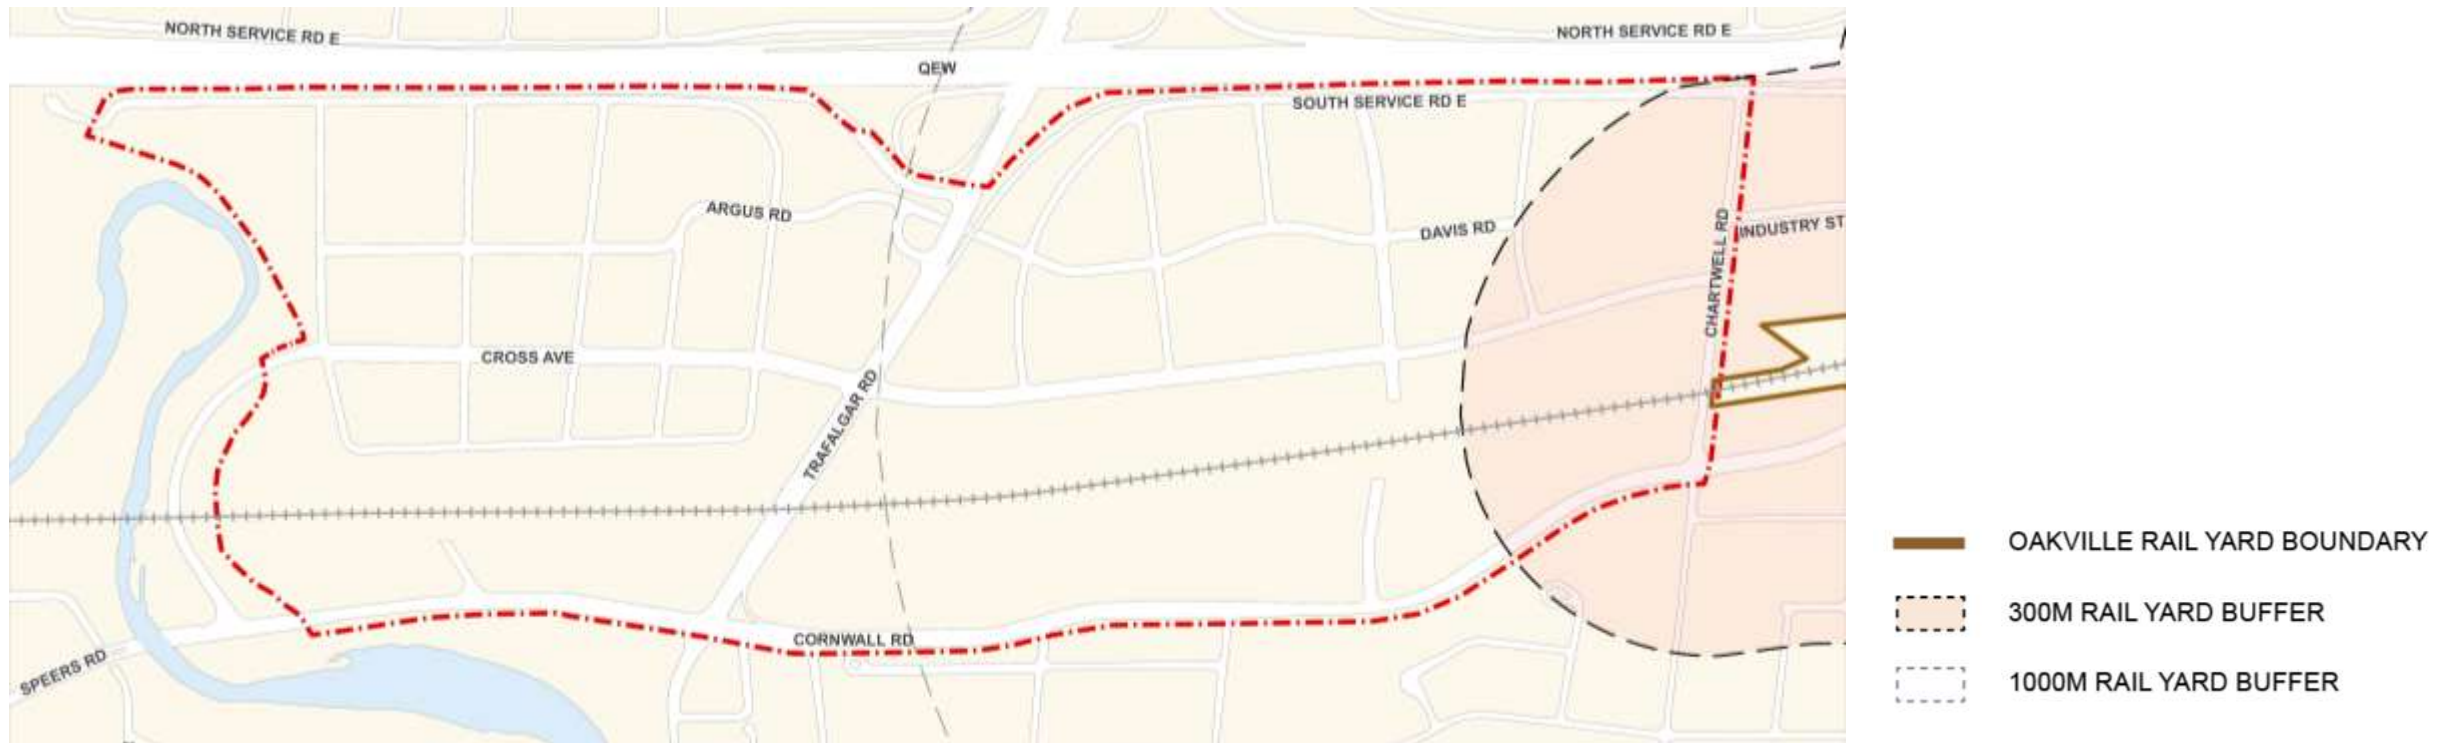 NORTH SERVICE RD E
NORTH SERVICE RD E
QEW
SOUTH SERVICE RD E
ARGUS RD
DAVIS RD
CHARTWELL RD
INDUSTRY ST
CROSS AVE
TRAFALGAR RD
CORNWALL RD
SPEERS RD
OAKVILLE RAIL YARD BOUNDARY
300M RAIL YARD BUFFER
1000M RAIL YARD BUFFER